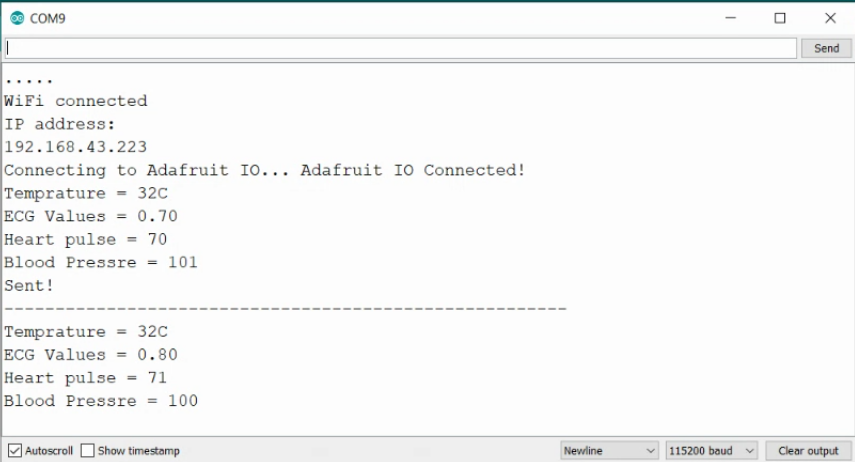 COM9
Send
.....
WiFi connected
IP address:
192.168.43.223
Connecting to Adafruit IO... Adafruit IO Connected!
Temprature = 32C
ECG Values = 0.70
Heart pulse = 70
Blood Pressre = 101
Sent!
-------------------------------------------------------
Temprature = 32C
ECG Values = 0.80
Heart pulse = 71
Blood Pressre = 100
Autoscroll Show timestamp Newline 115200 baud Clear output